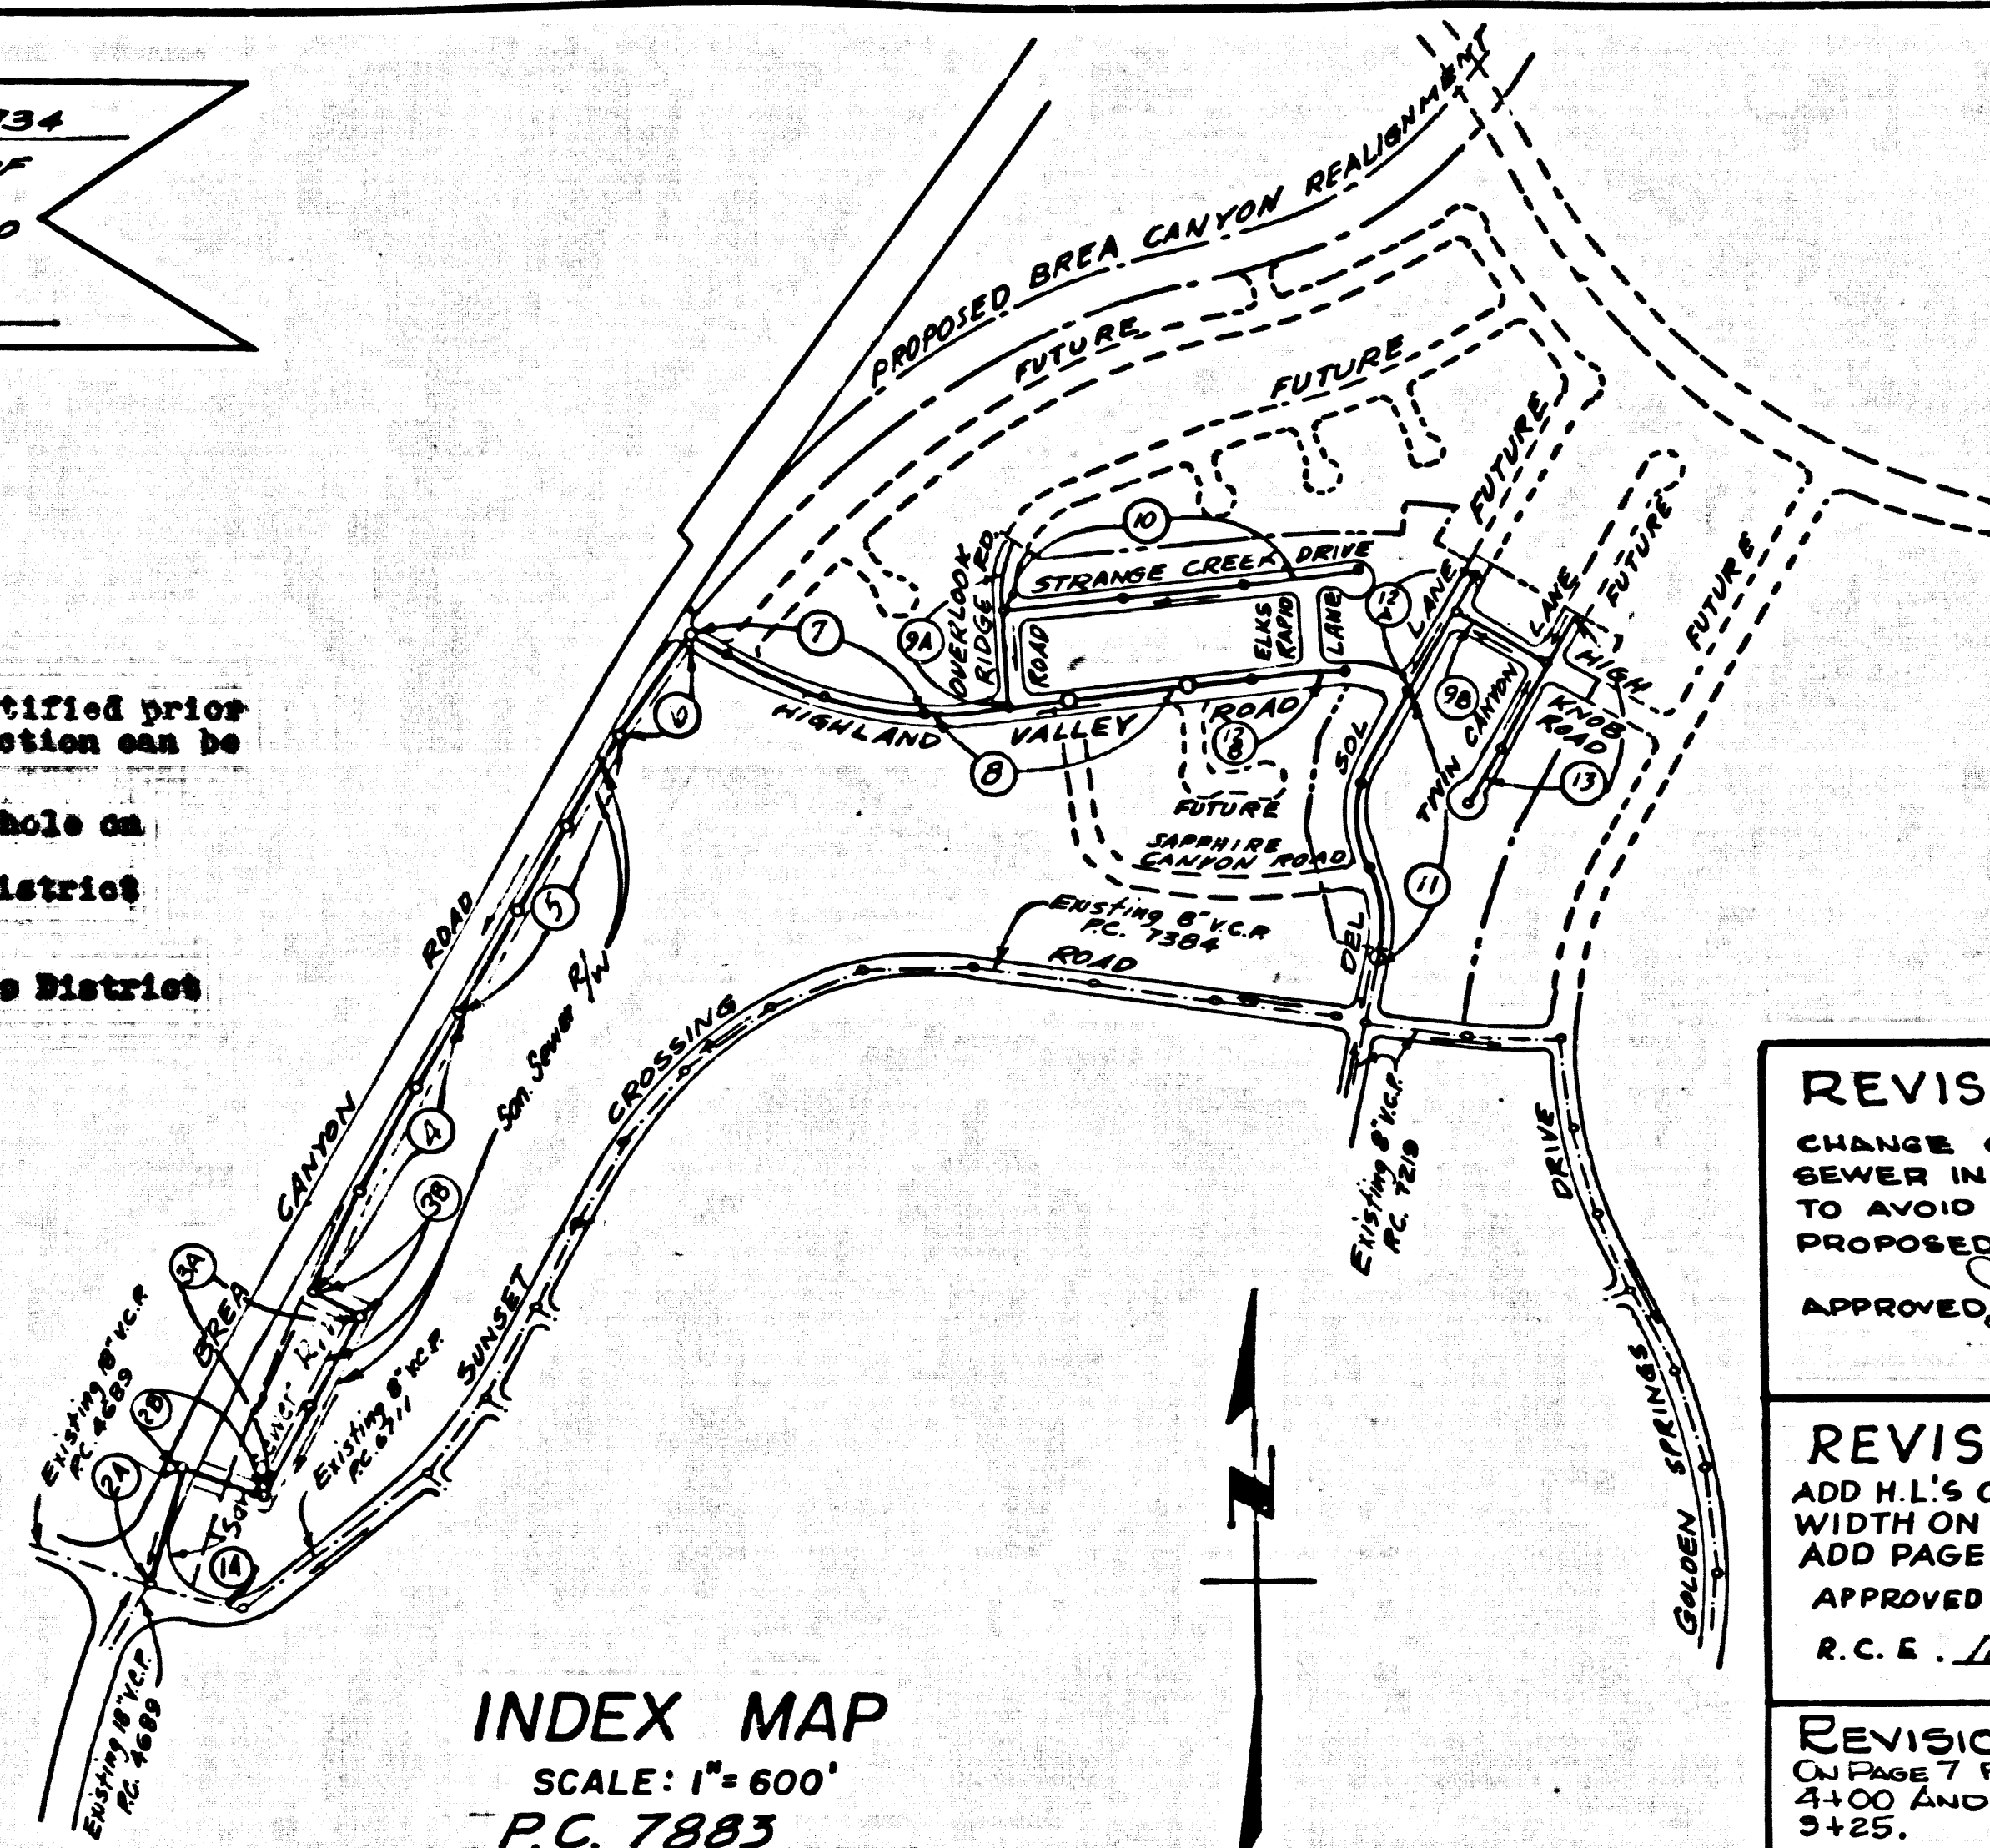 734
tified prior
ction can be
hole on
istrict
s District
PROPOSED BREA CANYON REALIGNMENT
FUTURE
FUTURE
FUTURE
FUTURE
FUTURE
10
STRANGE CREEK DRIVE
OVERLOOK
RIDGE RD.
ROAD
ELKS
RAPID
LANE
LANE
LANE
12
7
9A
9B
6
HIGHLAND VALLEY ROAD
8
12
B
FUTURE
SAPPHIRE
CANYON ROAD
SOL
DEL
TWIN CANYON
HIGH
KNOB
ROAD
13
11
5
Existing 8" V.C.P.
P.C. 7384
ROAD
San. Sewer R/W
CROSSING
SUNSET
4
3B
3A
2B
2A
1A
BREA
CANYON
ROAD
Existing 18" V.C.P.
P.C. 4689
Existing 8" V.C.P.
P.C. 6711
Existing 18" V.C.P.
P.C. 4689
Existing 8" V.C.P.
P.C. 7219
DRIVE
SPRINGS
GOLDEN
N
INDEX MAP
SCALE: 1"= 600'
P.C. 7883
REVIS
CHANGE
SEWER IN
TO AVOID
PROPOSED
APPROVED
REVIS
ADD H.L.'S
WIDTH ON
ADD PAGE
APPROVED
R.C.E.
REVISIO
ON PAGE 7
4+00 AND
3+25.